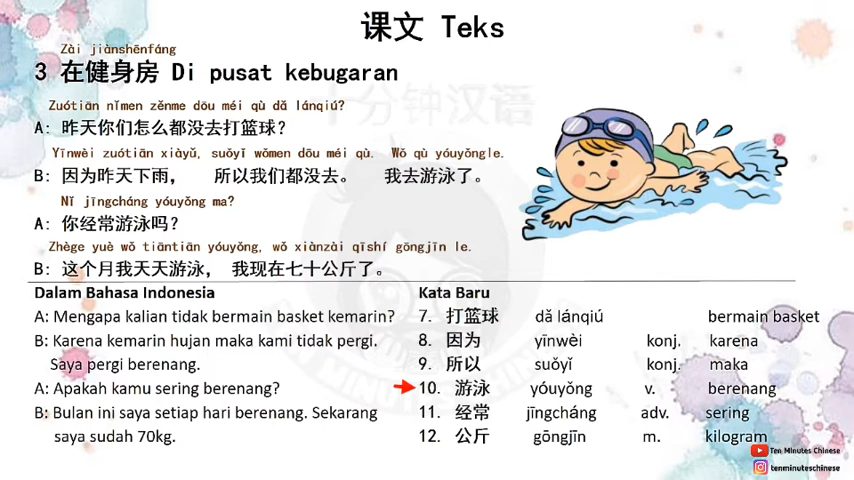 课文 Teks
Zài jiànshēnfáng
3 在健身房 Di pusat kebugaran
Zuótiān nǐmen zěnme dōu méi qù dǎ lánqiú?
A: 昨天你们怎么都没去打篮球？
Yīnwèi zuótiān xiàyǔ, suǒyǐ wǒmen dōu méi qù. Wǒ qù yóuyǒngle.
B: 因为昨天下雨， 所以我们都没去。 我去游泳了。
Nǐ jīngcháng yóuyǒng ma?
A: 你经常游泳吗？
Zhège yuè wǒ tiāntiān yóuyǒng, wǒ xiànzài qīshí gōngjīn le.
B: 这个月我天天游泳， 我现在七十公斤了。
Dalam Bahasa Indonesia
A: Mengapa kalian tidak bermain basket kemarin?
B: Karena kemarin hujan maka kami tidak pergi.
Saya pergi berenang.
A: Apakah kamu sering berenang?
B: Bulan ini saya setiap hari berenang. Sekarang
saya sudah 70kg.
Kata Baru
7. 打篮球 dǎ lánqiú bermain basket
8. 因为 yīnwèi konj. karena
9. 所以 suǒyǐ konj. maka
10. 游泳 yóuyǒng v. berenang
11. 经常 jīngcháng adv. sering
12. 公斤 gōngjīn m. kilogram
Ten Minutes Chinese
tenminuteschinese
十分钟汉语